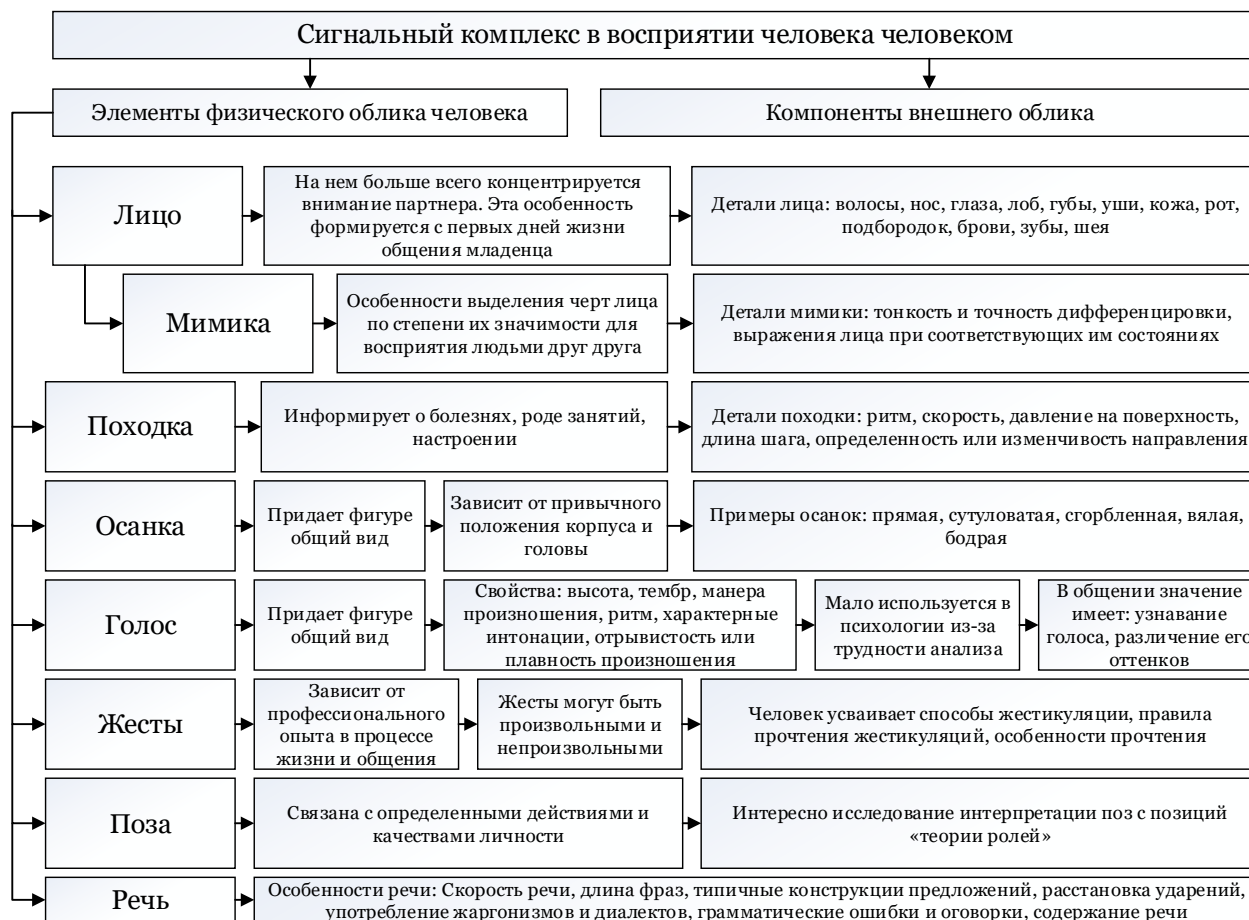 Сигнальный комплекс в восприятии человека человеком
Элементы физического облика человека
Компоненты внешнего облика
Лицо
На нем больше всего концентрируется
внимание партнера. Эта особенность
формируется с первых дней жизни
общения младенца
Детали лица: волосы, нос, глаза, лоб, губы, уши, кожа, рот,
подбородок, брови, зубы, шея
Мимика
Особенности выделения черт лица
по степени их значимости для
восприятия людьми друг друга
Детали мимики: тонкость и точность дифференцировки,
выражения лица при соответствующих им состояниях
Походка
Информирует о болезнях, роде занятий,
настроении
Детали походки: ритм, скорость, давление на поверхность,
длина шага, определенность или изменчивость направления
Осанка
Придает фигуре
общий вид
Зависит от привычного
положения корпуса и
головы
Примеры осанок: прямая, сутуловатая, сгорбленная, вялая,
бодрая
Голос
Придает фигуре
общий вид
Свойства: высота, тембр, манера
произношения, ритм, характерные
интонации, отрывистость или
плавность произношения
Мало используется в
психологии из-за
трудности анализа
В общении значение
имеет: узнавание
голоса, различение его
оттенков
Жесты
Зависит от
профессионального
опыта в процессе
жизни и общения
Жесты могут быть
произвольными и
непроизвольными
Человек усваивает способы жестикуляции, правила
прочтения жестикуляций, особенности прочтения
Поза
Связана с определенными действиями и
качествами личности
Интересно исследование интерпретации поз с позиций
«теории ролей»
Речь
Особенности речи: Скорость речи, длина фраз, типичные конструкции предложений, расстановка ударений,
употребление жаргонизмов и диалектов, грамматические ошибки и оговорки, содержание речи